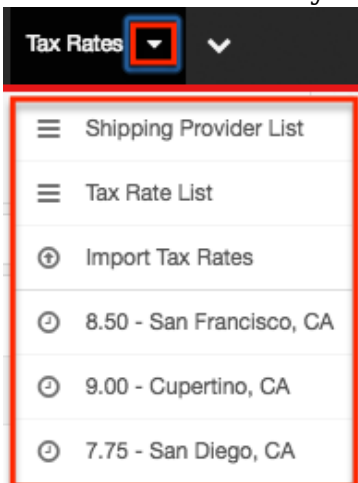 Tax Rates
Shipping Provider List
Tax Rate List
Import Tax Rates
8.50 - San Francisco, CA
9.00 - Cupertino, CA
7.75 - San Diego, CA